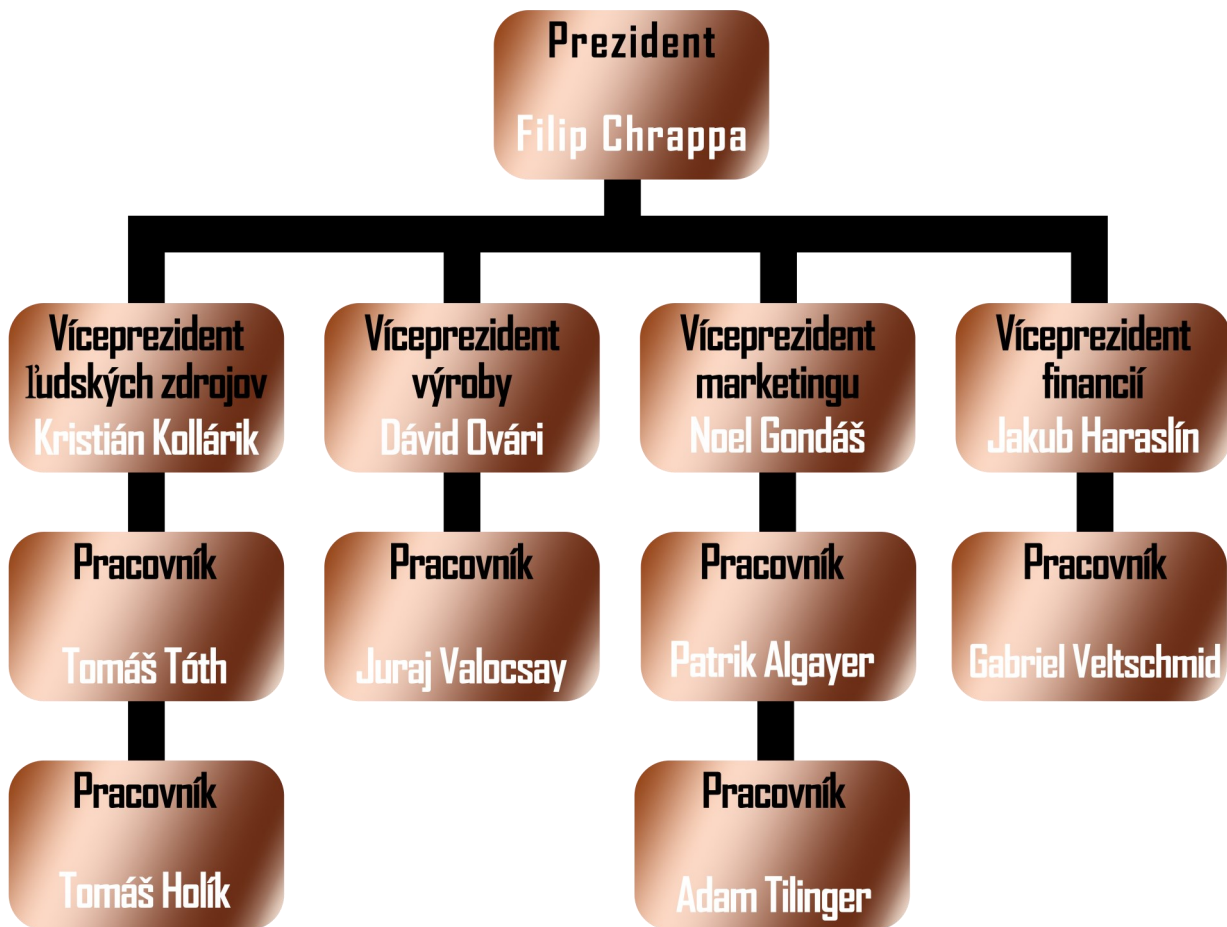 Prezident
Filip Chrappa
Víceprezident
ľudských zdrojov
Kristián Kollárik
Víceprezident
výroby
Dávid Ovári
Víceprezident
marketingu
Noel Gondáš
Víceprezident
financií
Jakub Haraslín
Pracovník
Tomáš Tóth
Pracovník
Juraj Valocsay
Pracovník
Patrik Algayer
Pracovník
Gabriel Veltschmid
Pracovník
Tomáš Holík
Pracovník
Adam Tilinger